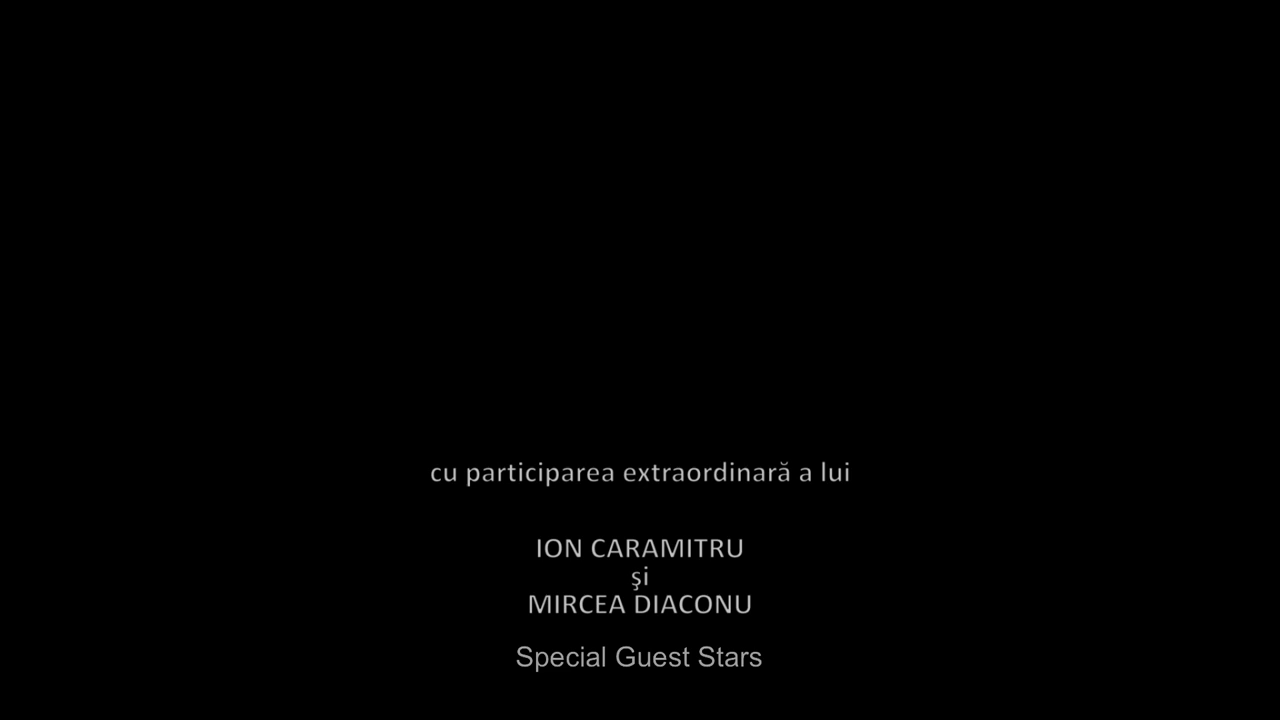 cu participarea extraordinară a lui
ION CARAMITRU
şi
MIRCEA DIACONU
Special Guest Stars